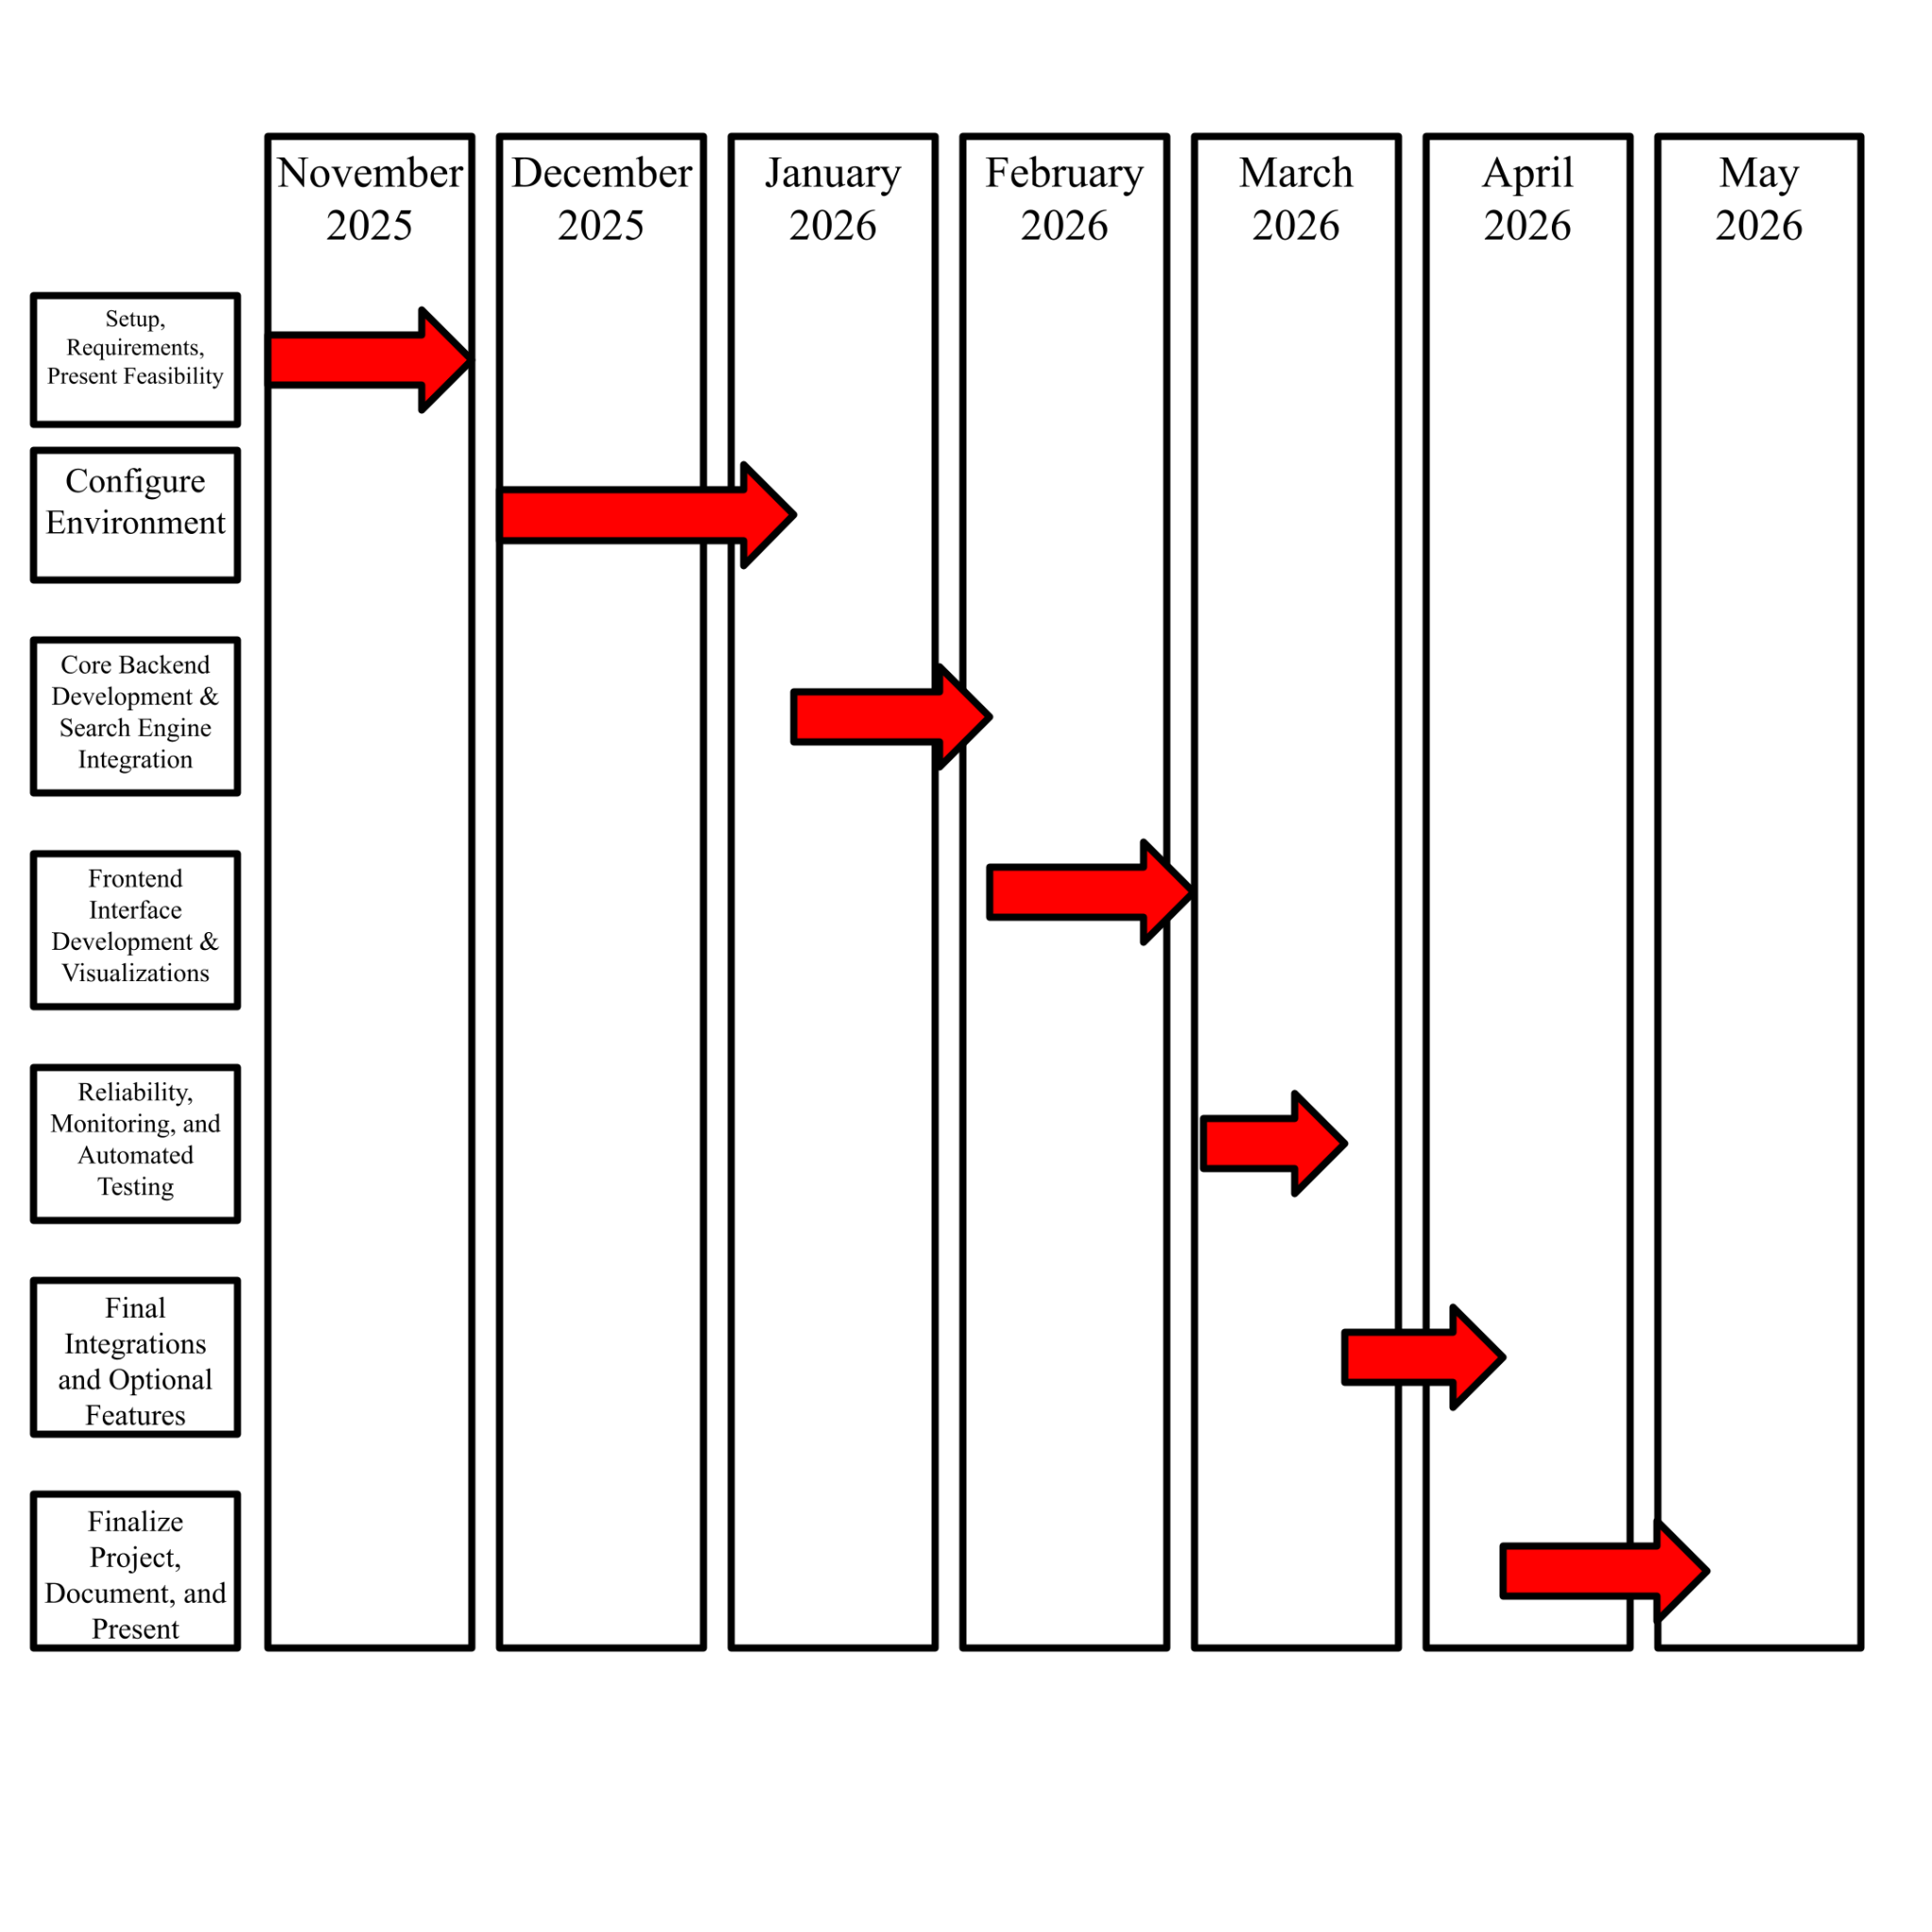 November
2025
December
2025
January
2026
February
2026
March
2026
April
2026
May
2026
Setup,
Requirements,
Present Feasibility
Configure
Environment
Core Backend
Development &
Search Engine
Integration
Frontend
Interface
Development &
Visualizations
Reliability,
Monitoring, and
Automated
Testing
Final
Integrations
and Optional
Features
Finalize
Project,
Document, and
Present